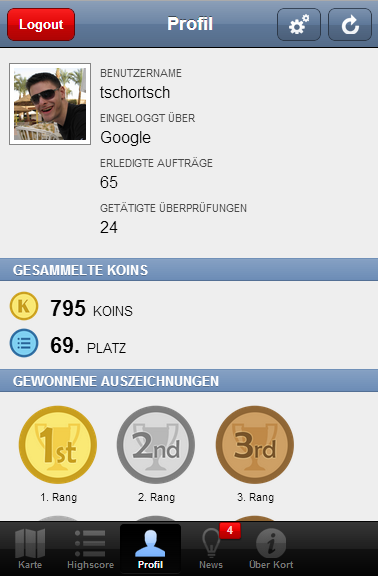 Logout
Profil
BENUTZERNAME
tschortsch
EINGELOGGT ÜBER
Google
ERLEDIGTE AUFTRÄGE
65
GETÄTIGTE ÜBERPRÜFUNGEN
24
GESAMMELTE KOINS
K
795 KOINS
69. PLATZ
GEWONNENE AUSZEICHNUNGEN
1st
2nd
3rd
1. Rang
2. Rang
3. Rang
4
Karte
Highscore
Profil
News
Über Kort